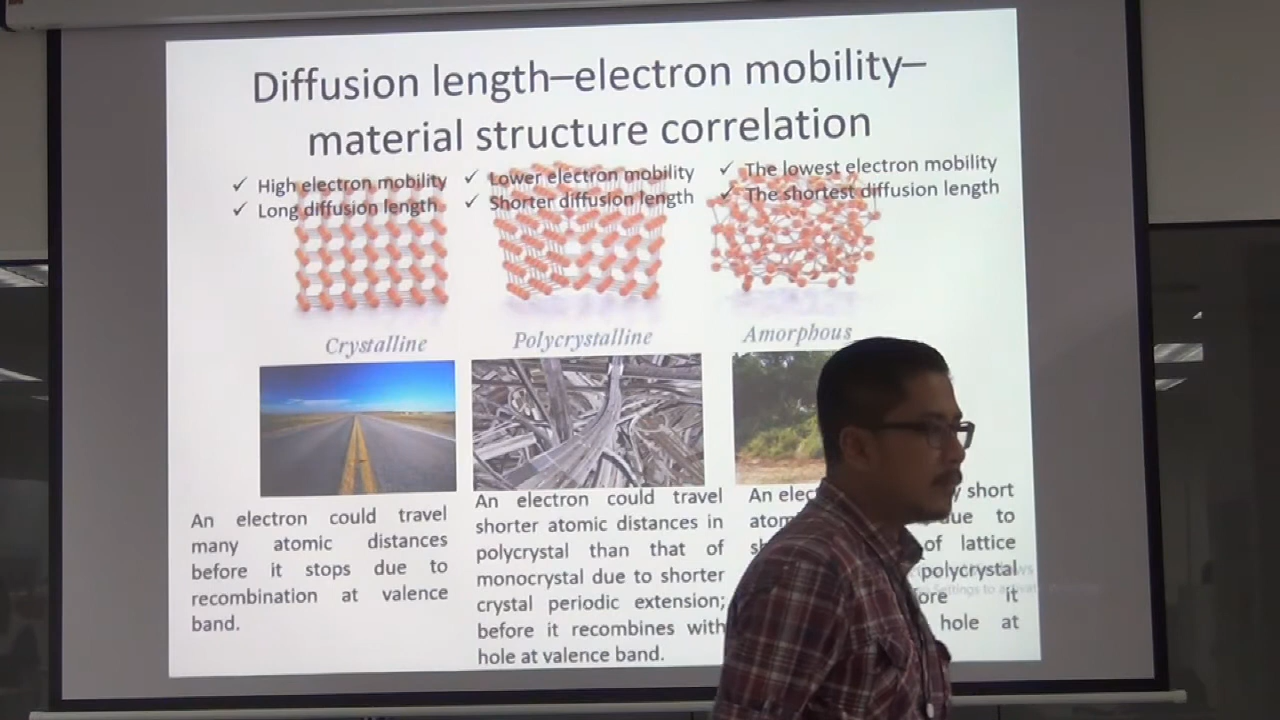 Diffusion length–electron mobility–
material structure correlation
✓ High electron mobility
✓ Long diffusion length
✓ Lower electron mobility
✓ Shorter diffusion length
✓ The lowest electron mobility
✓ The shortest diffusion length
Crystalline
Polycrystalline
Amorphous
An electron could travel
many atomic distances
before it stops due to
recombination at valence
band.
An electron could travel
shorter atomic distances in
polycrystal than that of
monocrystal due to shorter
crystal periodic extension;
before it recombines with
hole at valence band.
An short
to
of lattice
polycrystal
it
hole at